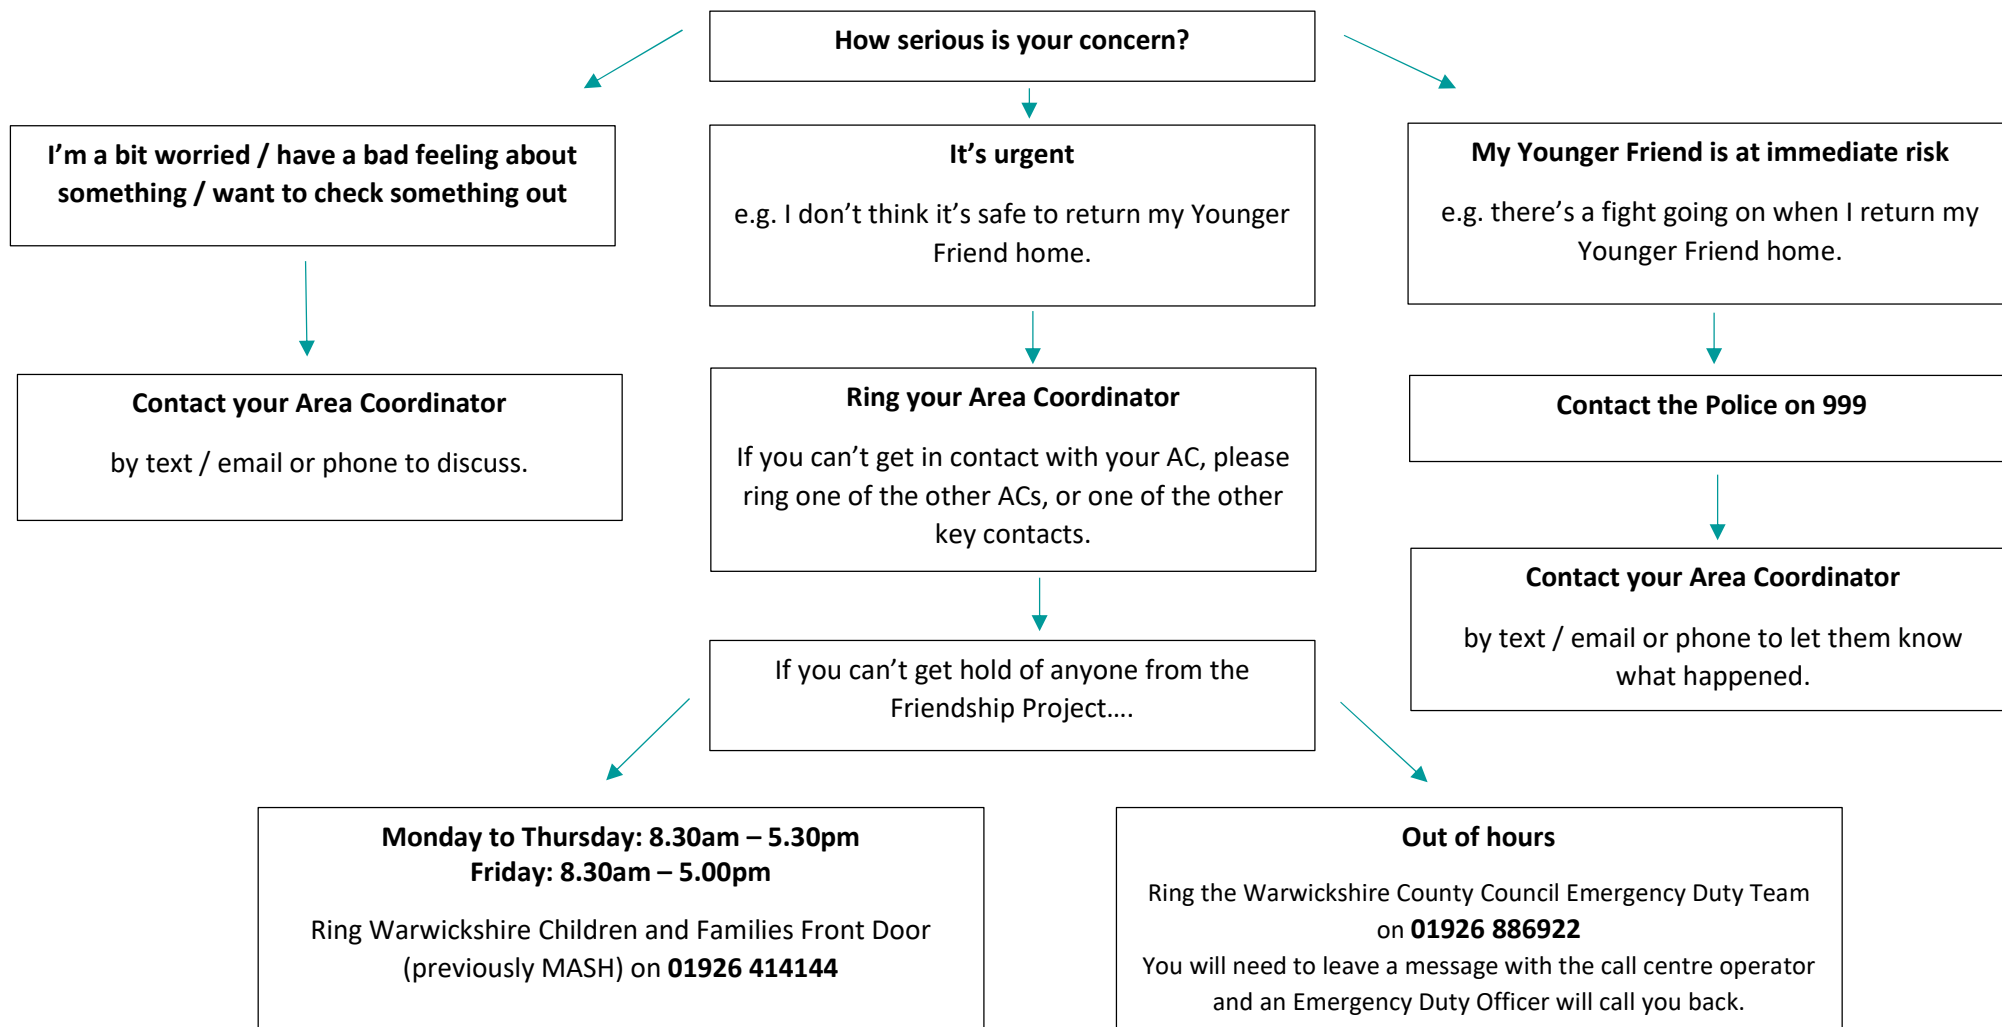 How serious is your concern?
I’m a bit worried / have a bad feeling about
something / want to check something out
It’s urgent
e.g. I don’t think it’s safe to return my Younger
Friend home.
My Younger Friend is at immediate risk
e.g. there’s a fight going on when I return my
Younger Friend home.
Contact your Area Coordinator
by text / email or phone to discuss.
Ring your Area Coordinator
If you can’t get in contact with your AC, please
ring one of the other ACs, or one of the other
key contacts.
Contact the Police on 999
Contact your Area Coordinator
by text / email or phone to let them know
what happened.
If you can’t get hold of anyone from the
Friendship Project….
Monday to Thursday: 8.30am – 5.30pm
Friday: 8.30am – 5.00pm
Ring Warwickshire Children and Families Front Door
(previously MASH) on 01926 414144
Out of hours
Ring the Warwickshire County Council Emergency Duty Team
on 01926 886922
You will need to leave a message with the call centre operator
and an Emergency Duty Officer will call you back.